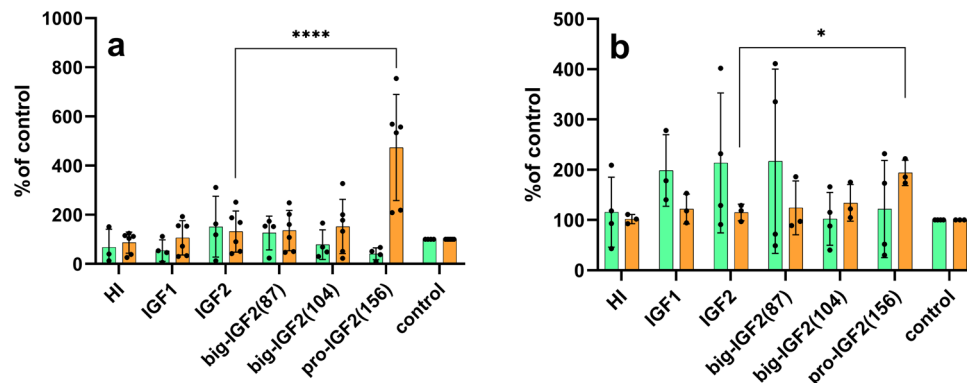 a
%of control
1000
800
600
400
200
0
****
HI
IGF1
IGF2
big-IGF2(87)
big-IGF2(104)
pro-IGF2(156)
control
b
%of control
500
400
300
200
100
0
*
HI
IGF1
IGF2
big-IGF2(87)
big-IGF2(104)
pro-IGF2(156)
control